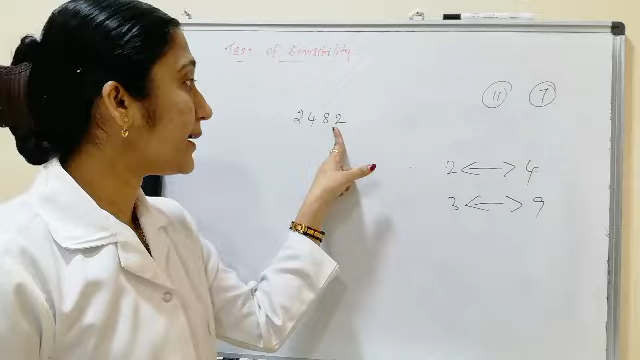 Test of Divisibility
2482
11 7
2 <--> 4
3 <--> 9